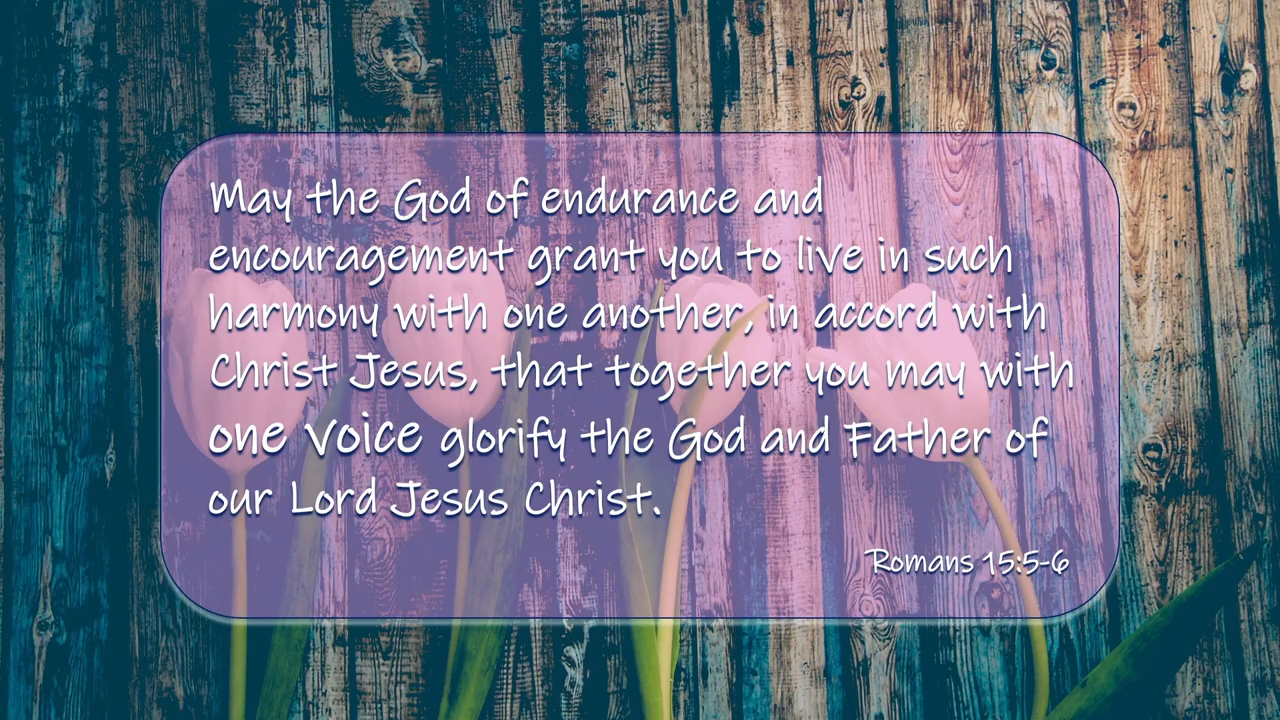 May the God of endurance and
encouragement grant you to live in such
harmony with one another, in accord with
Christ Jesus, that together you may with
one voice glorify the God and Father of
our Lord Jesus Christ.
Romans 15:5-6